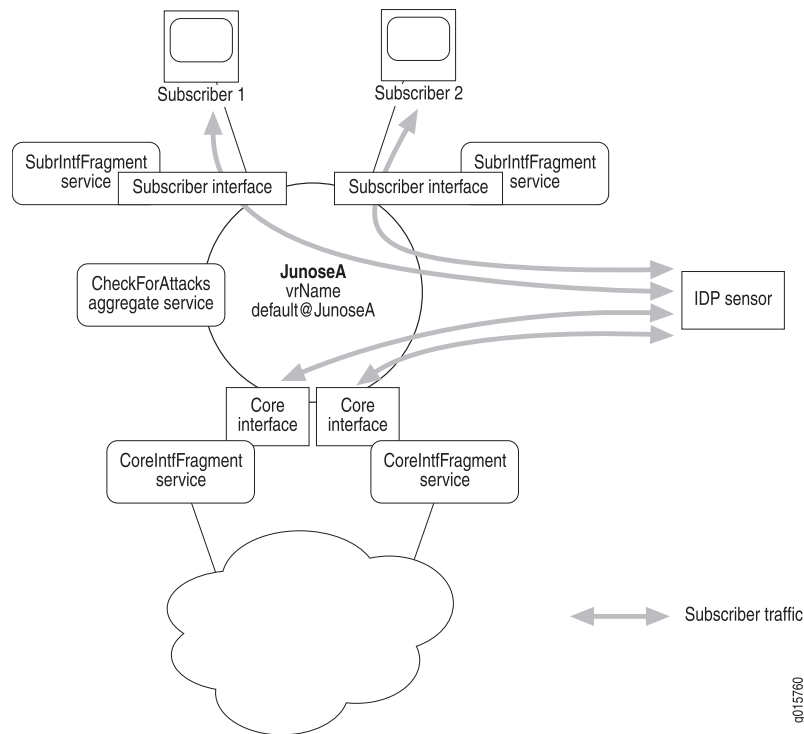 Subscriber 1
Subscriber 2
SubrIntfFragment
service
Subscriber interface
Subscriber interface
SubrIntfFragment
service
CheckForAttacks
aggregate service
JunoseA
vrName
default@JunoseA
IDP sensor
Core
interface
Core
interface
CoreIntfFragment
service
CoreIntfFragment
service
Subscriber traffic
g015760